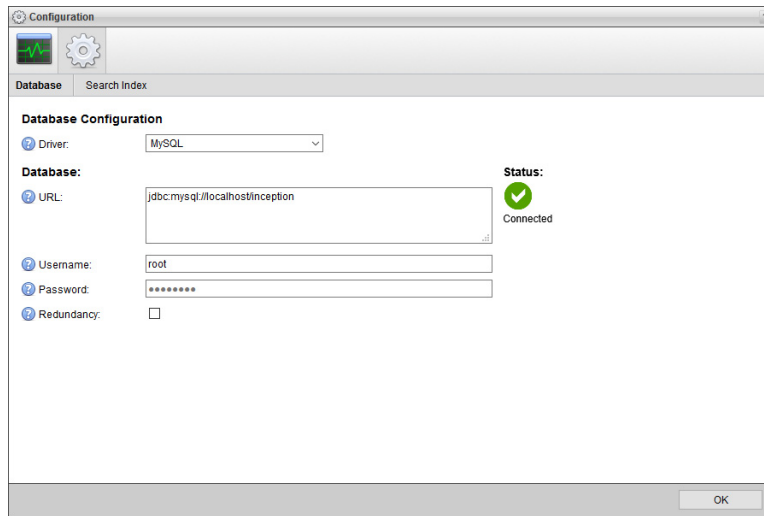 Configuration
Database Search Index
Database Configuration
Driver: MySQL
Database: Status:
URL: jdbc:mysql://localhost/inception
Connected
Username: root
Password: ••••••••
Redundancy:
OK